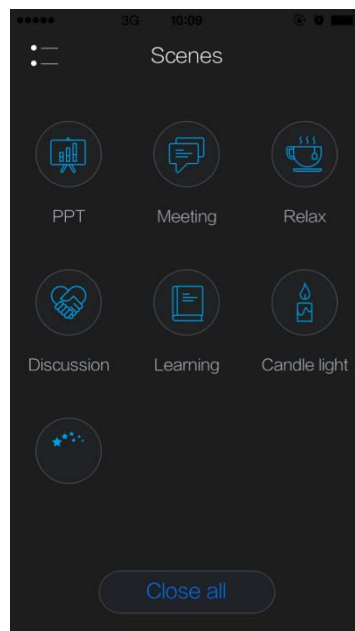 3G 10:09
Scenes
PPT Meeting Relax
Discussion Learning Candle light
Close all